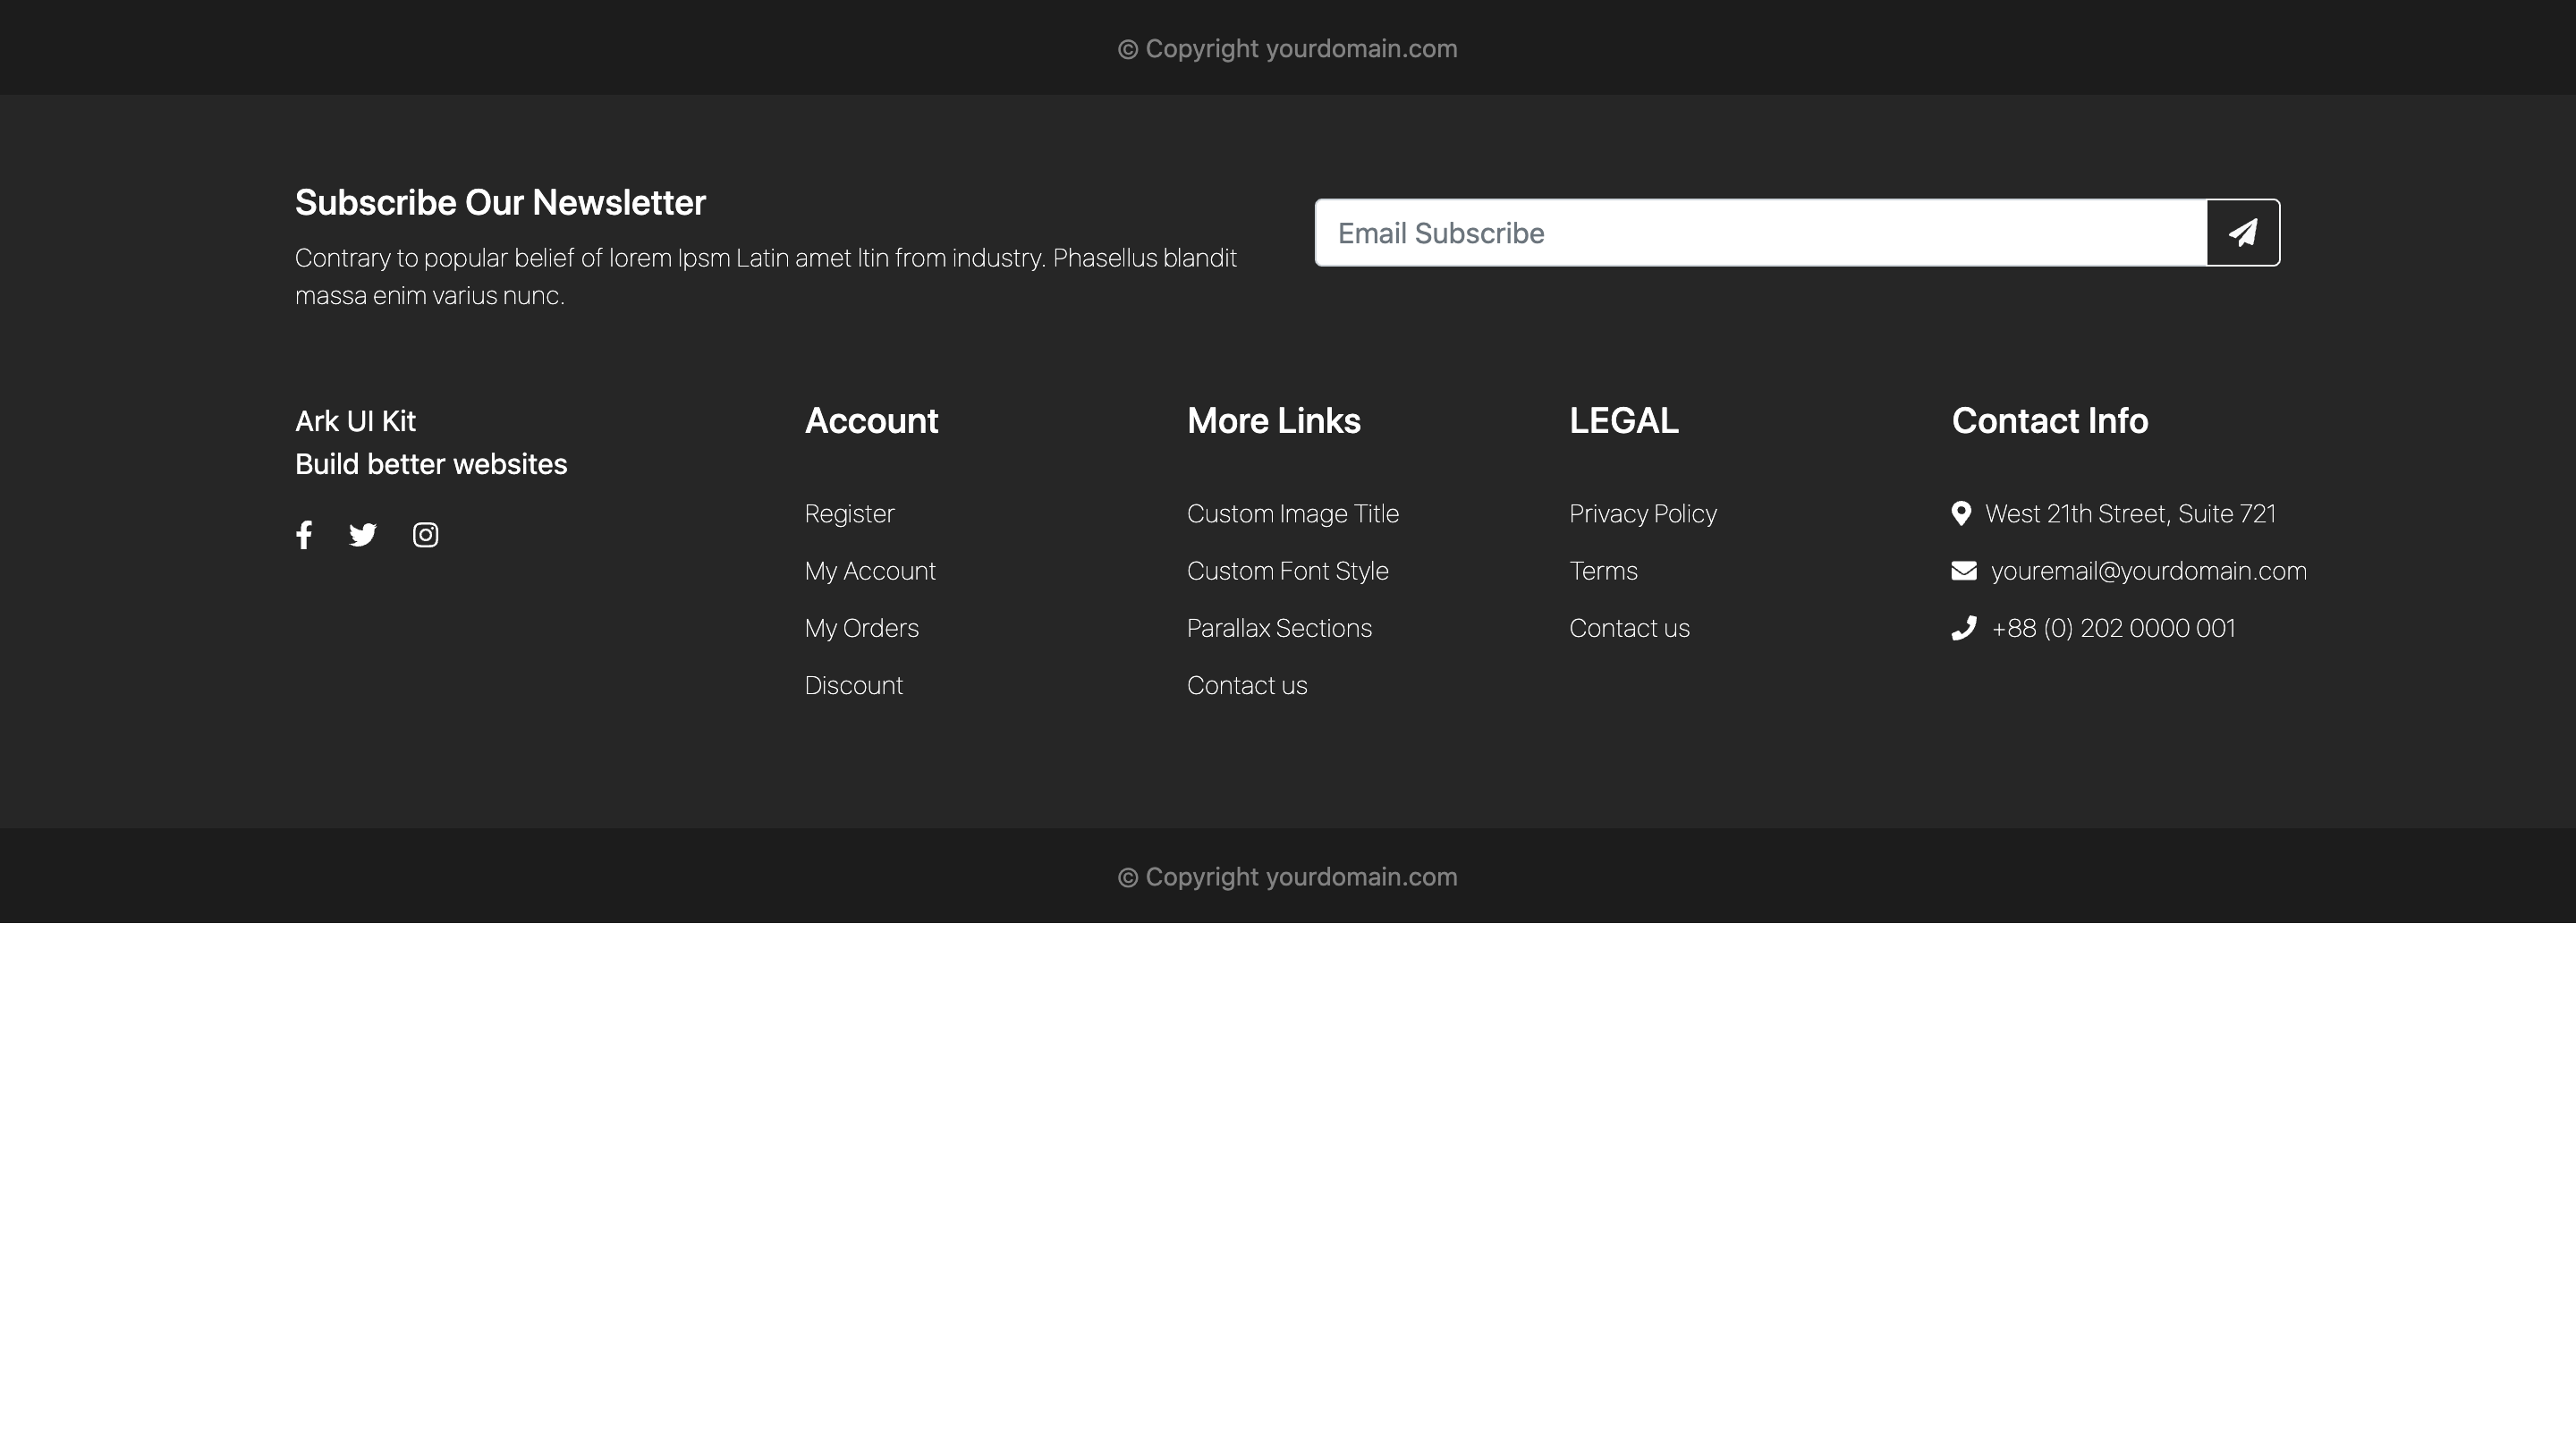 © Copyright yourdomain.com
Subscribe Our Newsletter
Contrary to popular belief of lorem Ipsm Latin amet ltin from industry. Phasellus blandit
massa enim varius nunc.
Email Subscribe
Ark UI Kit
Build better websites
Account
Register
My Account
My Orders
Discount
More Links
Custom Image Title
Custom Font Style
Parallax Sections
Contact us
LEGAL
Privacy Policy
Terms
Contact us
Contact Info
West 21th Street, Suite 721
youremail@yourdomain.com
+88 (0) 202 0000 001
© Copyright yourdomain.com